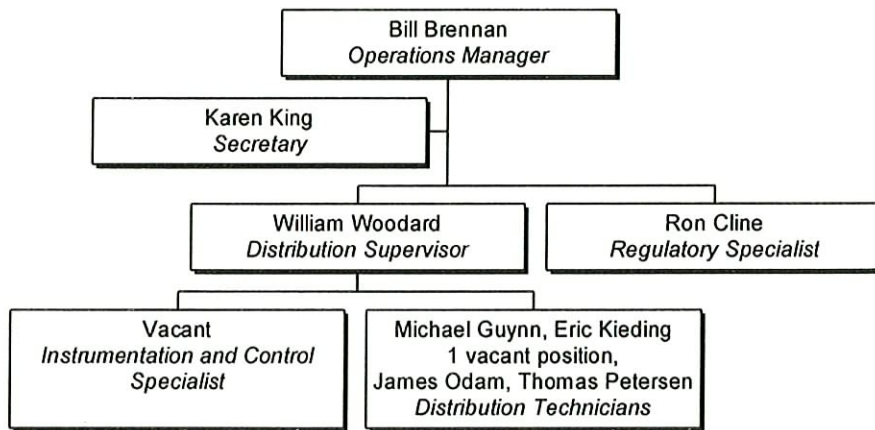 Bill Brennan
Operations Manager
Karen King
Secretary
William Woodard
Distribution Supervisor
Ron Cline
Regulatory Specialist
Vacant
Instrumentation and Control
Specialist
Michael Guynn, Eric Kieding
1 vacant position,
James Odam, Thomas Petersen
Distribution Technicians